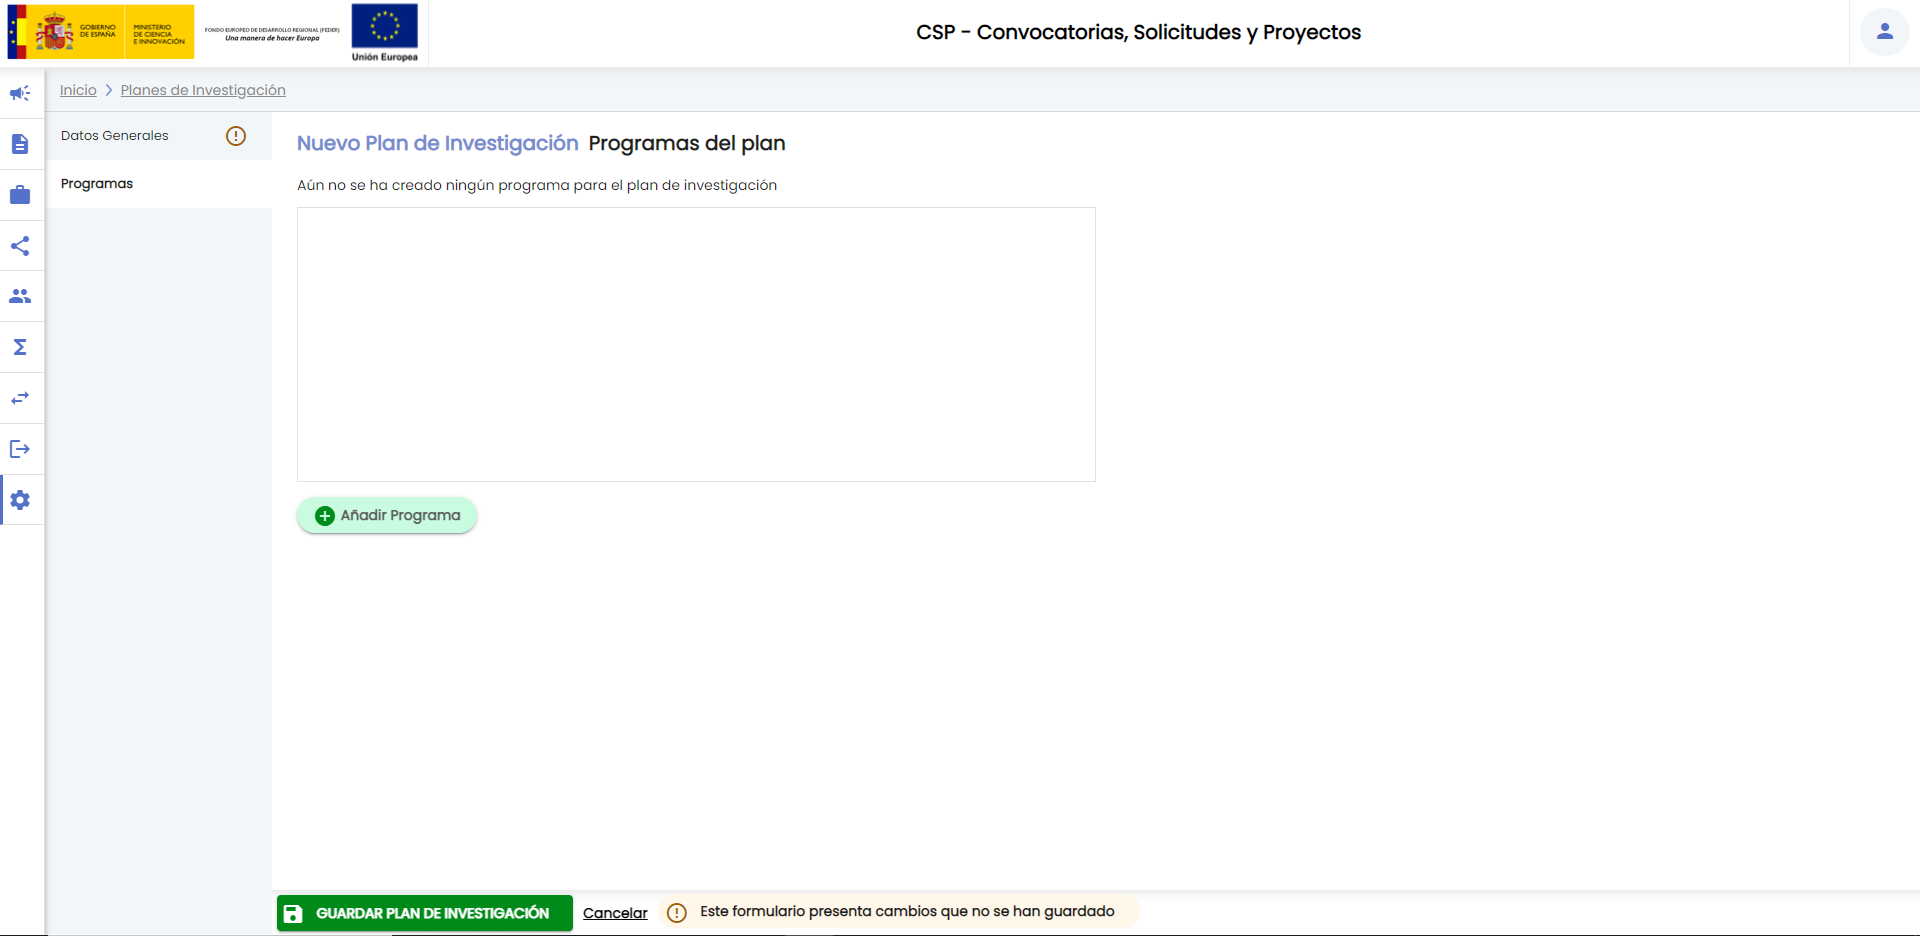 GOBIERNO
DE ESPAÑA
MINISTERIO
DE CIENCIA
E INNOVACIÓN
FONDO EUROPEO DE DESARROLLO REGIONAL (FEDER)
Una manera de hacer Europa
Unión Europea
CSP - Convocatorias, Solicitudes y Proyectos
Inicio > Planes de Investigación
Datos Generales
Programas
Nuevo Plan de Investigación Programas del plan
Aún no se ha creado ningún programa para el plan de investigación
Añadir Programa
GUARDAR PLAN DE INVESTIGACIÓN
Cancelar
Este formulario presenta cambios que no se han guardado